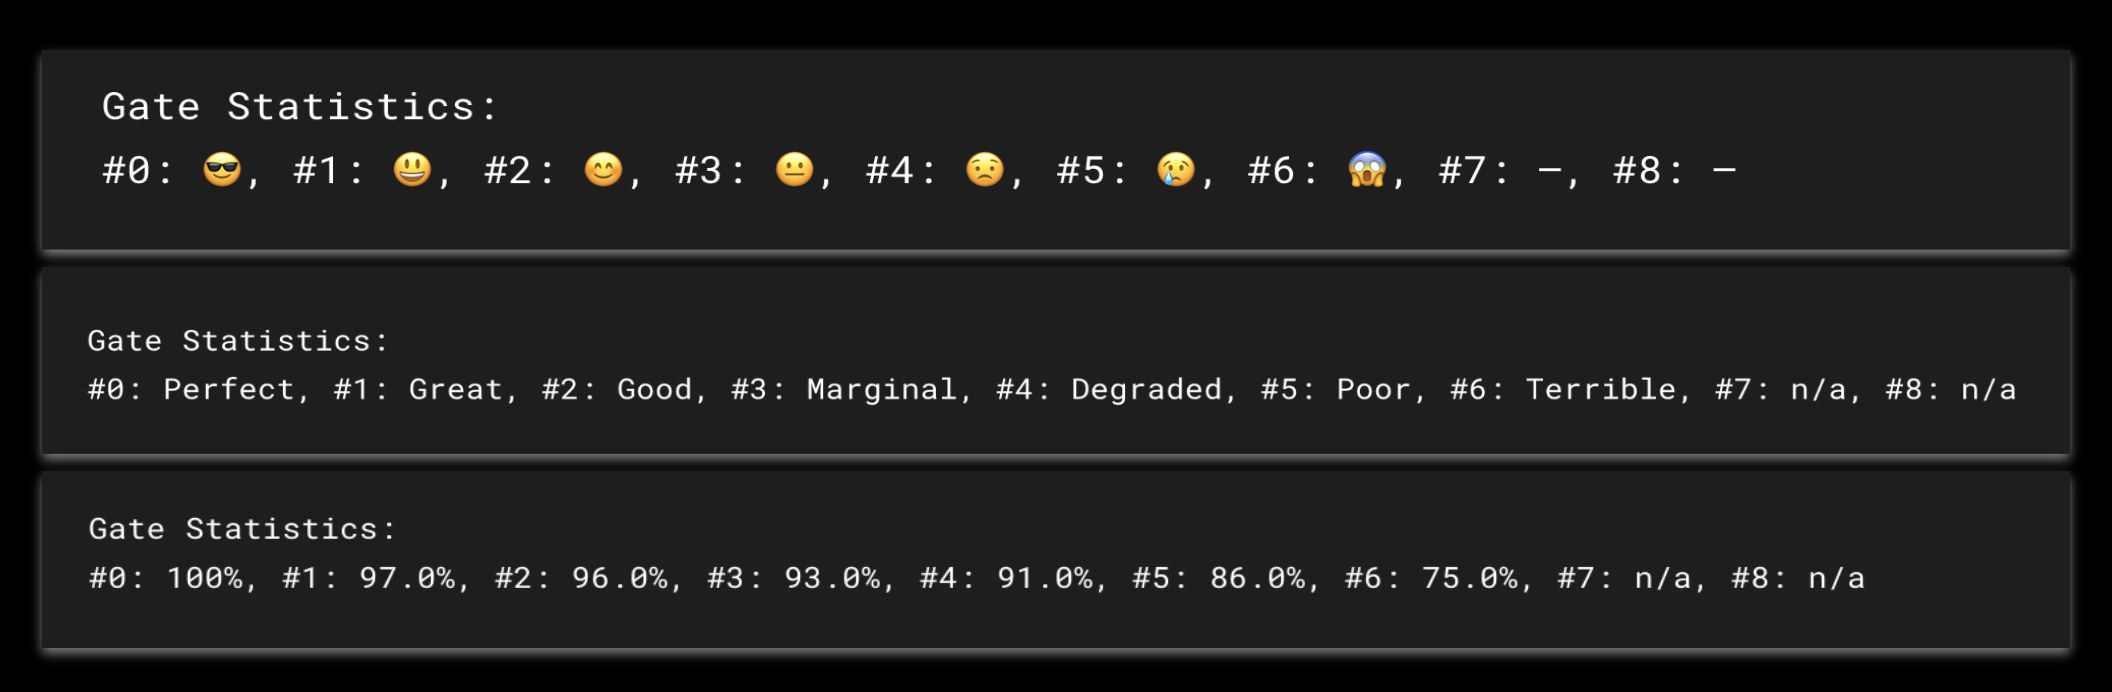 Gate Statistics:
#0: 😎, #1: 😃, #2: 😊, #3: 😐, #4: 😟, #5: 😢, #6: 😱, #7: –, #8: –
Gate Statistics:
#0: Perfect, #1: Great, #2: Good, #3: Marginal, #4: Degraded, #5: Poor, #6: Terrible, #7: n/a, #8: n/a
Gate Statistics:
#0: 100%, #1: 97.0%, #2: 96.0%, #3: 93.0%, #4: 91.0%, #5: 86.0%, #6: 75.0%, #7: n/a, #8: n/a